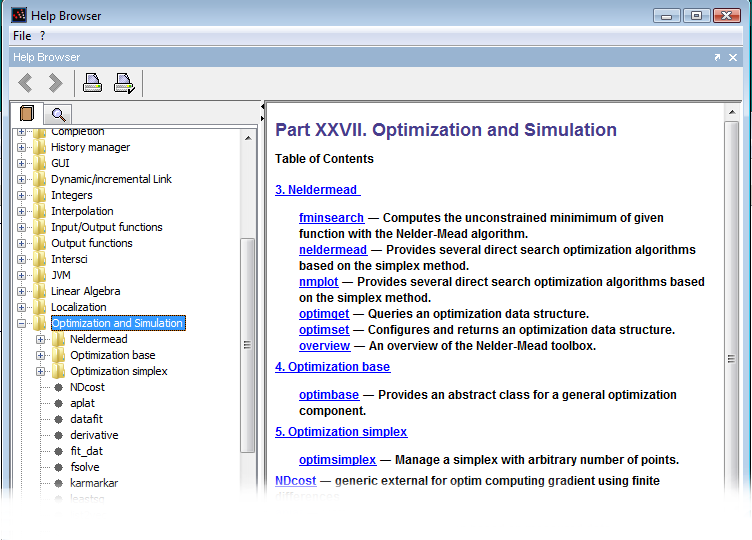 Help Browser
File ?
Help Browser
Completion
History manager
GUI
Dynamic/incremental Link
Integers
Interpolation
Input/Output functions
Output functions
Intersci
JVM
Linear Algebra
Localization
Optimization and Simulation
Neldermead
Optimization base
Optimization simplex
NDcost
aplat
datafit
derivative
fit_dat
fsolve
karmarkar
leastsq
Part XXVII. Optimization and Simulation
Table of Contents
3. Neldermead
fminsearch — Computes the unconstrained minimimum of given
function with the Nelder-Mead algorithm.
neldermead — Provides several direct search optimization algorithms
based on the simplex method.
nmplot — Provides several direct search optimization algorithms based
on the simplex method.
optimget — Queries an optimization data structure.
optimset — Configures and returns an optimization data structure.
overview — An overview of the Nelder-Mead toolbox.
4. Optimization base
optimbase — Provides an abstract class for a general optimization
component.
5. Optimization simplex
optimsimplex — Manage a simplex with arbitrary number of points.
NDcost — generic external for optim computing gradient using finite
differences